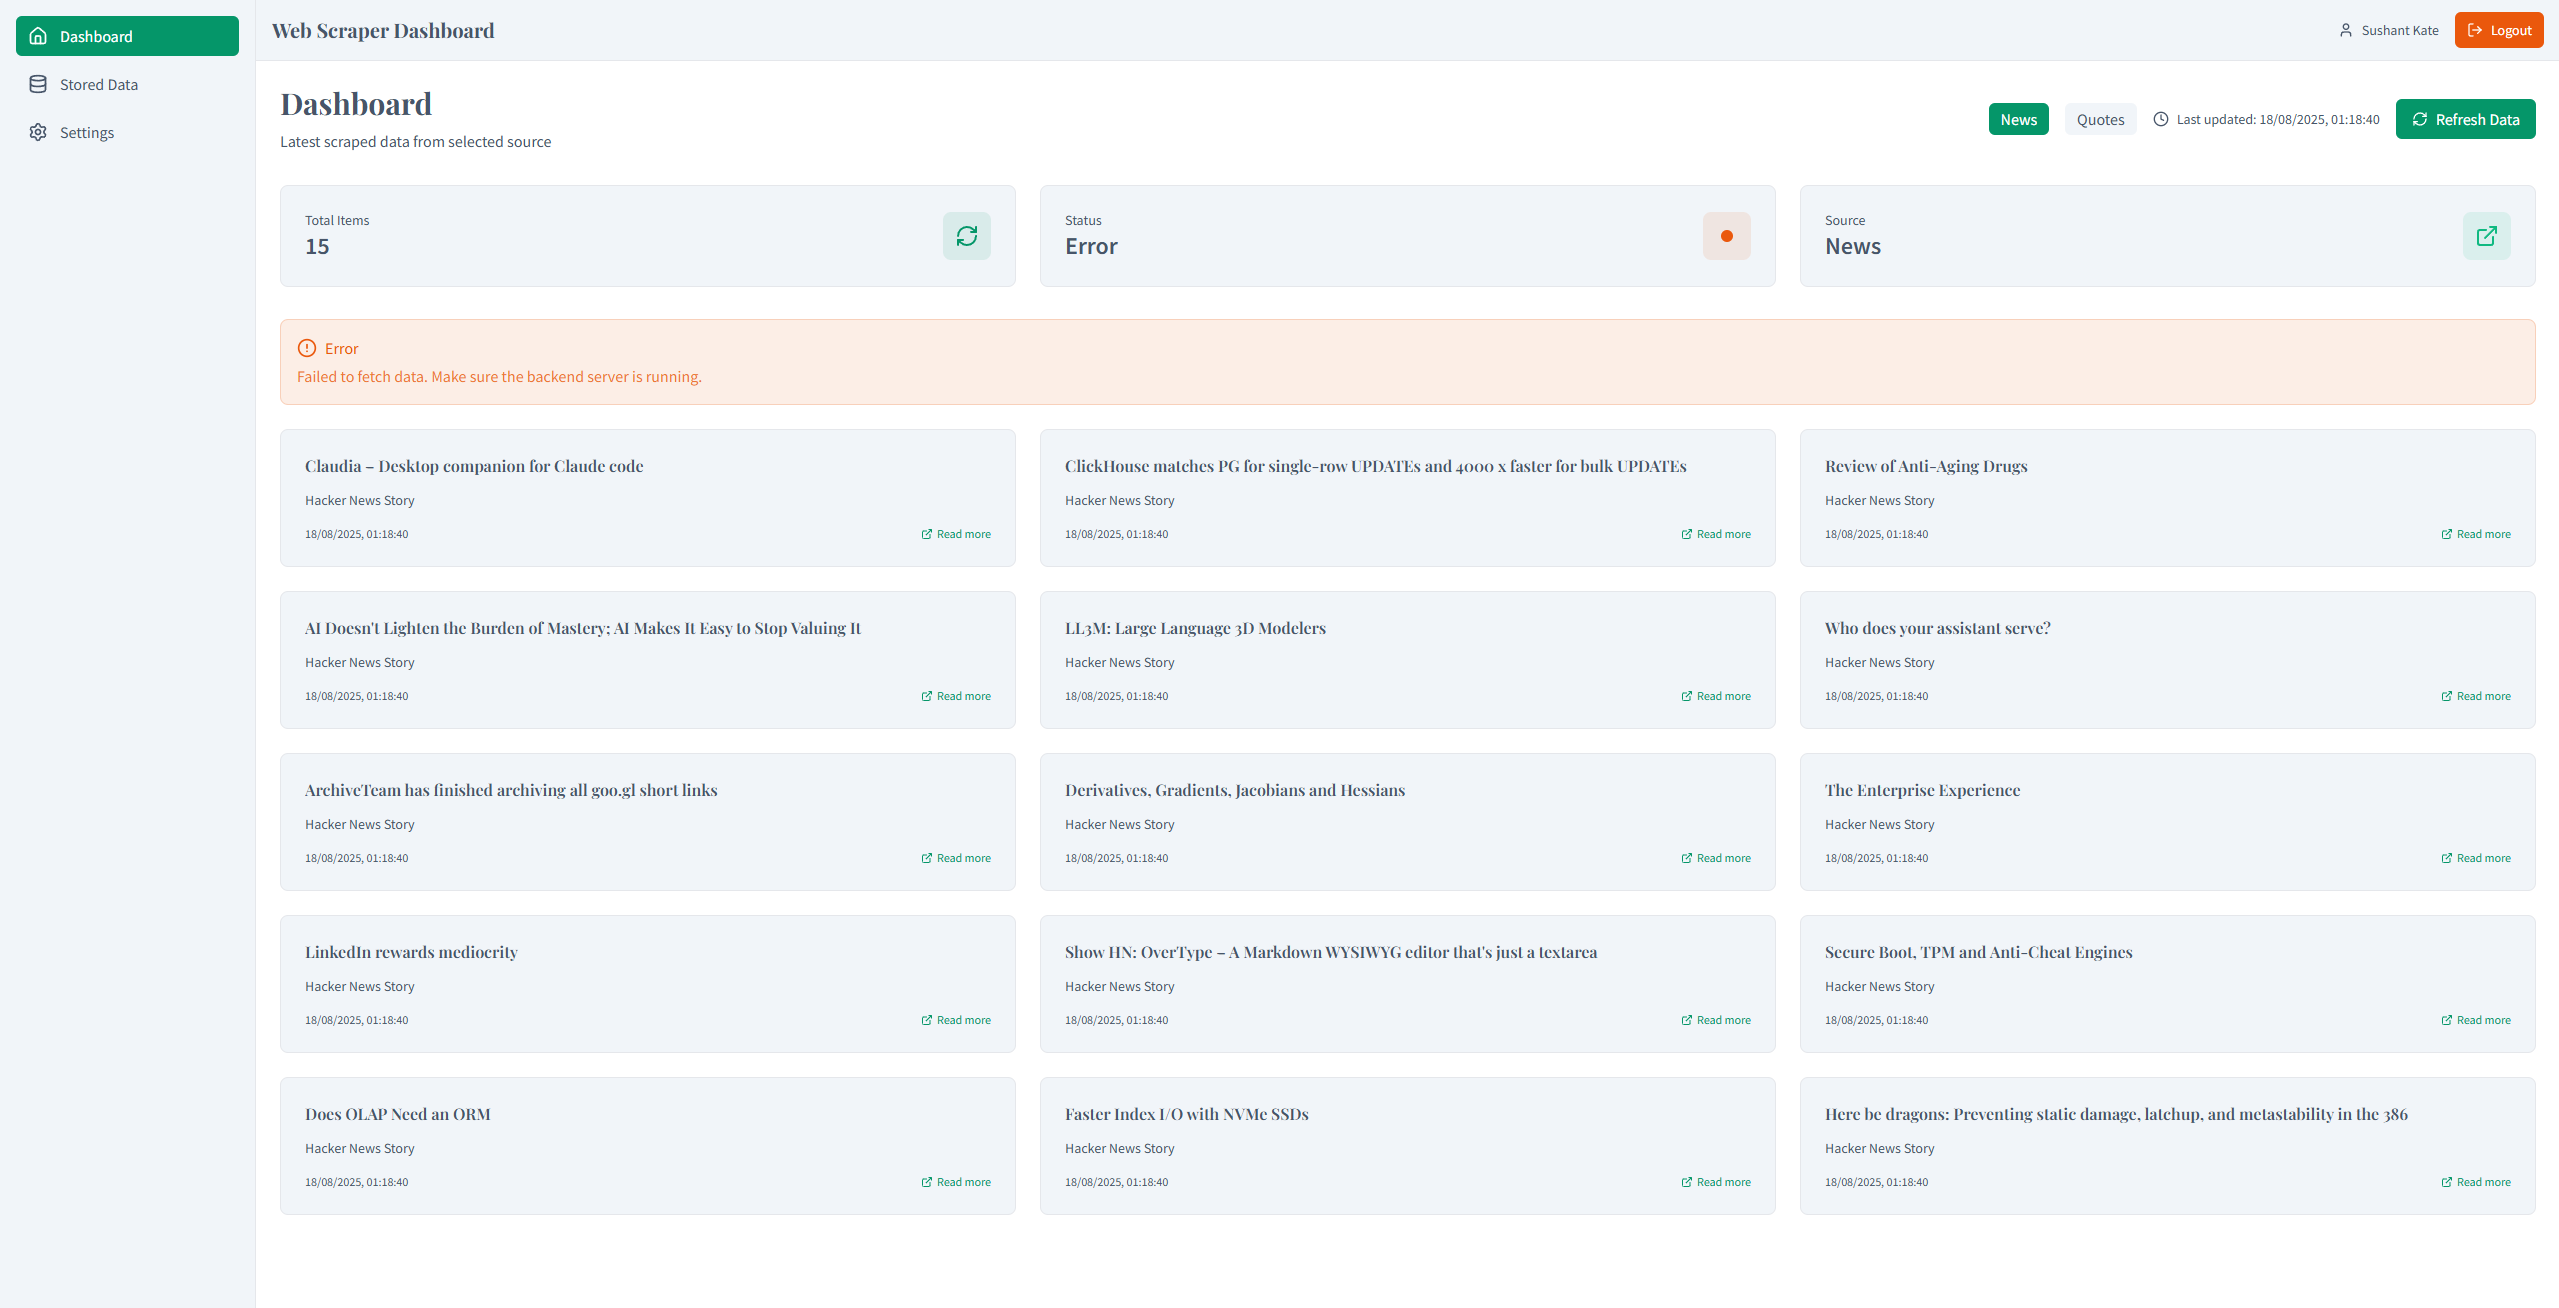 Dashboard
Stored Data
Settings
Web Scraper Dashboard
Sushant Kate
Logout
Dashboard
Latest scraped data from selected source
News
Quotes
Last updated: 18/08/2025, 01:18:40
Refresh Data
Total Items
15
Status
Error
Source
News
Error
Failed to fetch data. Make sure the backend server is running.
Claudia – Desktop companion for Claude code
Hacker News Story
18/08/2025, 01:18:40
Read more
ClickHouse matches PG for single-row UPDATEs and 4000 x faster for bulk UPDATEs
Hacker News Story
18/08/2025, 01:18:40
Read more
Review of Anti-Aging Drugs
Hacker News Story
18/08/2025, 01:18:40
Read more
AI Doesn't Lighten the Burden of Mastery; AI Makes It Easy to Stop Valuing It
Hacker News Story
18/08/2025, 01:18:40
Read more
LL3M: Large Language 3D Modelers
Hacker News Story
18/08/2025, 01:18:40
Read more
Who does your assistant serve?
Hacker News Story
18/08/2025, 01:18:40
Read more
ArchiveTeam has finished archiving all goo.gl short links
Hacker News Story
18/08/2025, 01:18:40
Read more
Derivatives, Gradients, Jacobians and Hessians
Hacker News Story
18/08/2025, 01:18:40
Read more
The Enterprise Experience
Hacker News Story
18/08/2025, 01:18:40
Read more
LinkedIn rewards mediocrity
Hacker News Story
18/08/2025, 01:18:40
Read more
Show HN: OverType – A Markdown WYSIWYG editor that's just a textarea
Hacker News Story
18/08/2025, 01:18:40
Read more
Secure Boot, TPM and Anti-Cheat Engines
Hacker News Story
18/08/2025, 01:18:40
Read more
Does OLAP Need an ORM
Hacker News Story
18/08/2025, 01:18:40
Read more
Faster Index I/O with NVMe SSDs
Hacker News Story
18/08/2025, 01:18:40
Read more
Here be dragons: Preventing static damage, latchup, and metastability in the 386
Hacker News Story
18/08/2025, 01:18:40
Read more